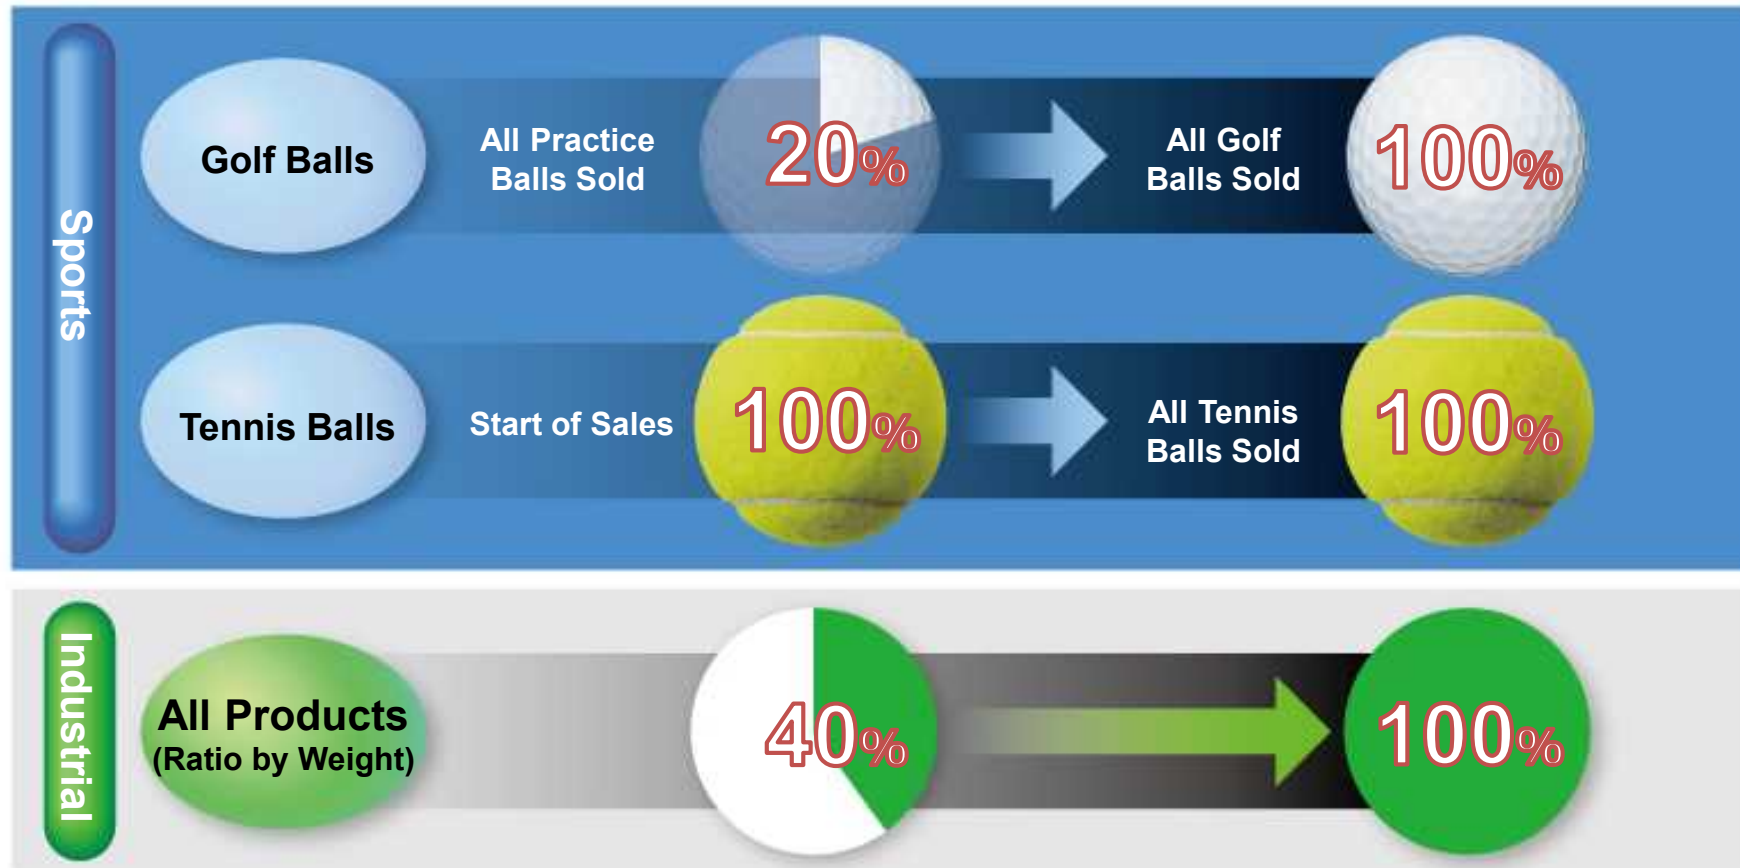 Sports
Golf Balls
All Practice
Balls Sold
20%
All Golf
Balls Sold
100%
Tennis Balls
Start of Sales
100%
All Tennis
Balls Sold
100%
Industrial
All Products
(Ratio by Weight)
40%
100%